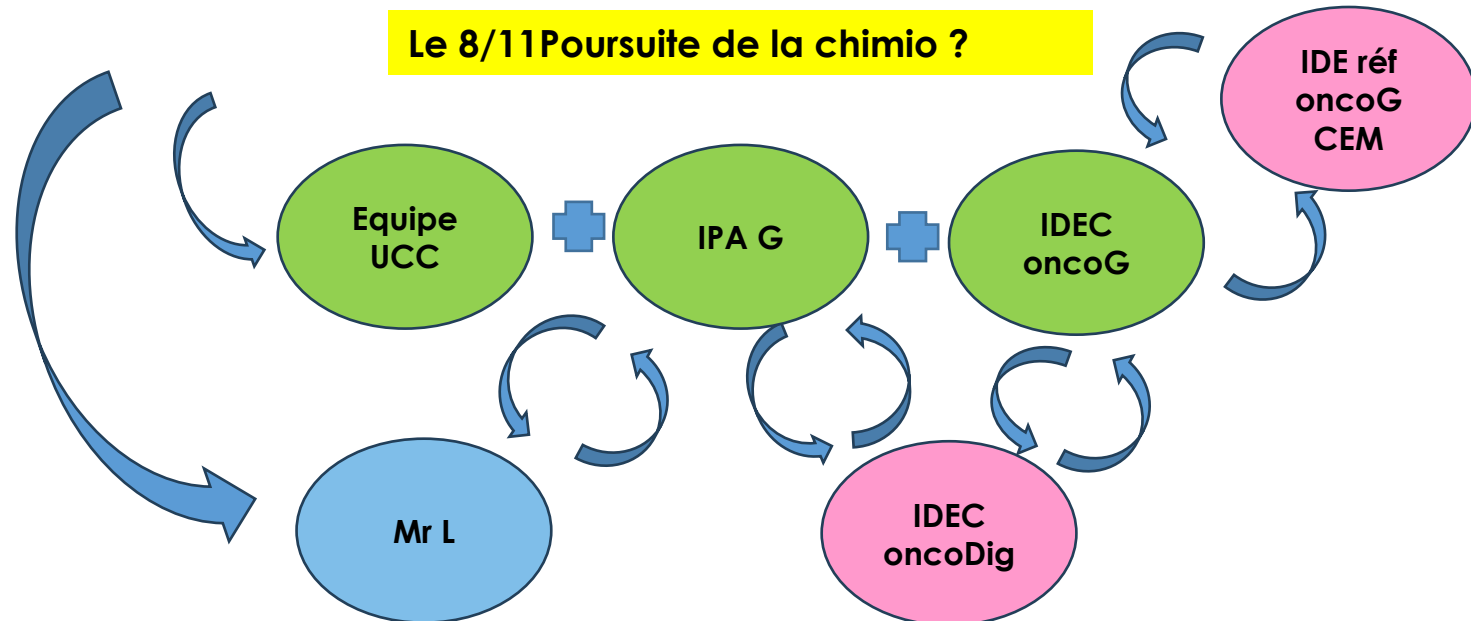 Le 8/11Poursuite de la chimio ?
IDE réf
oncoG
CEM
Equipe
UCC
IPA G
IDEC
oncoG
Mr L
IDEC
oncoDig